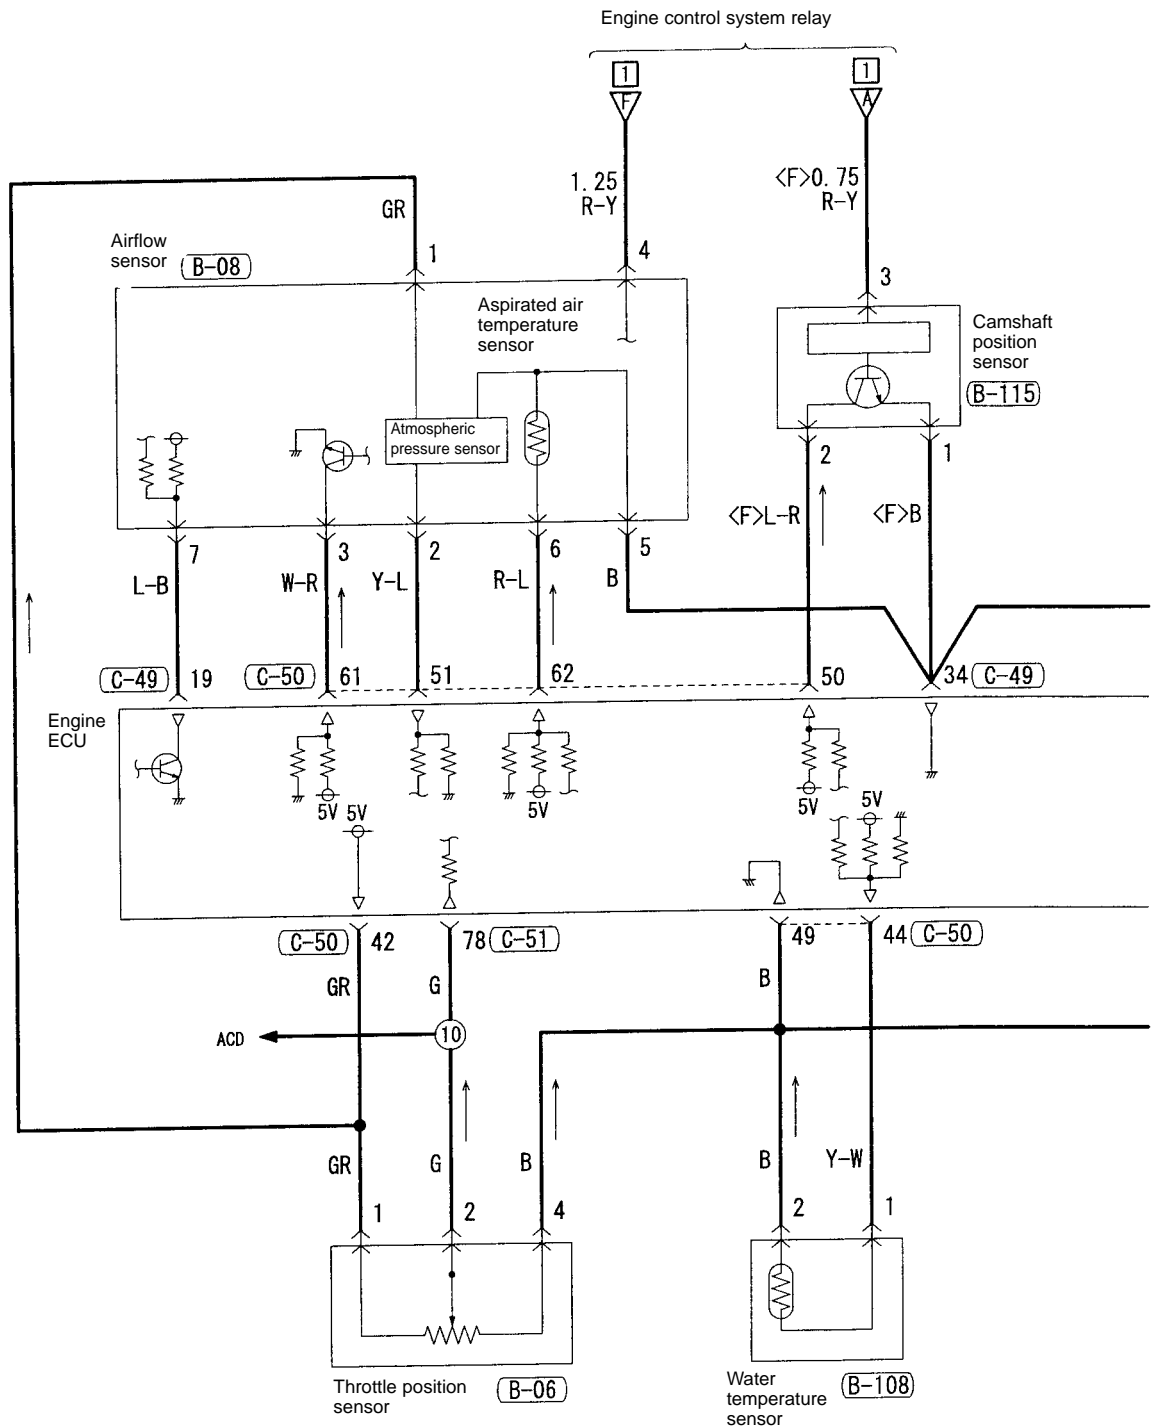 Engine control system relay
1 1
F A
1.25
R-Y
<F>0.75
R-Y
GR
Airflow
sensor
B-08
1 4 3
Aspirated air
temperature
sensor
Camshaft
position
sensor
B-115
Atmospheric
pressure sensor
2 1
<F>L-R <F>B
7 3 2 6 5
L-B W-R Y-L R-L B
C-49 19 C-50 61 51 62 50 34 C-49
Engine
ECU
5V 5V 5V 5V 5V
C-50 42 78 C-51 49 44 C-50
GR G B
ACD 10
GR G B B Y-W
1 2 4 2 1
Throttle position
sensor
B-06
Water
temperature
sensor
B-108